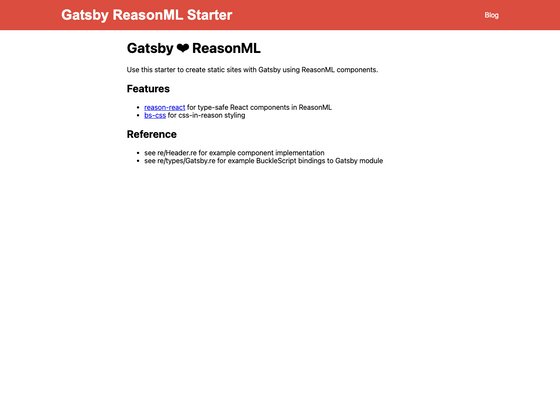 Gatsby ReasonML Starter
Blog
Gatsby ❤ ReasonML
Use this starter to create static sites with Gatsby using ReasonML components.
Features
• reason-react for type-safe React components in ReasonML
• bs-css for css-in-reason styling
Reference
• see re/Header.re for example component implementation
• see re/types/Gatsby.re for example BuckleScript bindings to Gatsby module